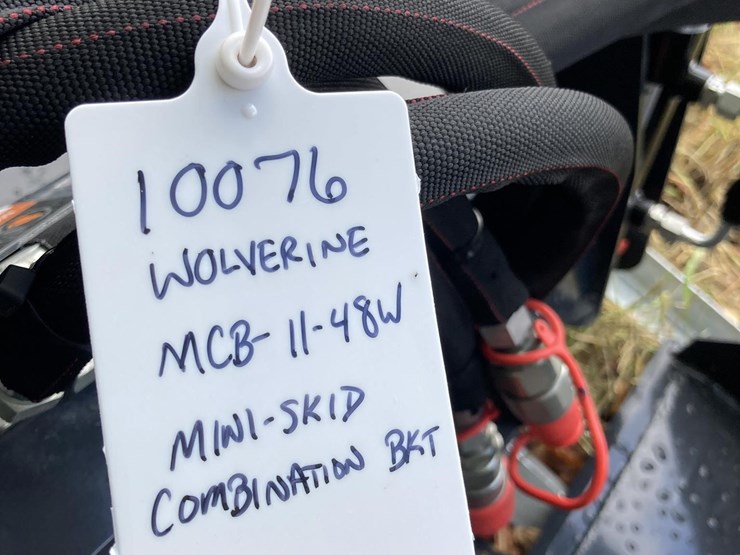 10076
WOLVERINE
MCB-11-48W
MINI-SKID
COMBINATION BKT